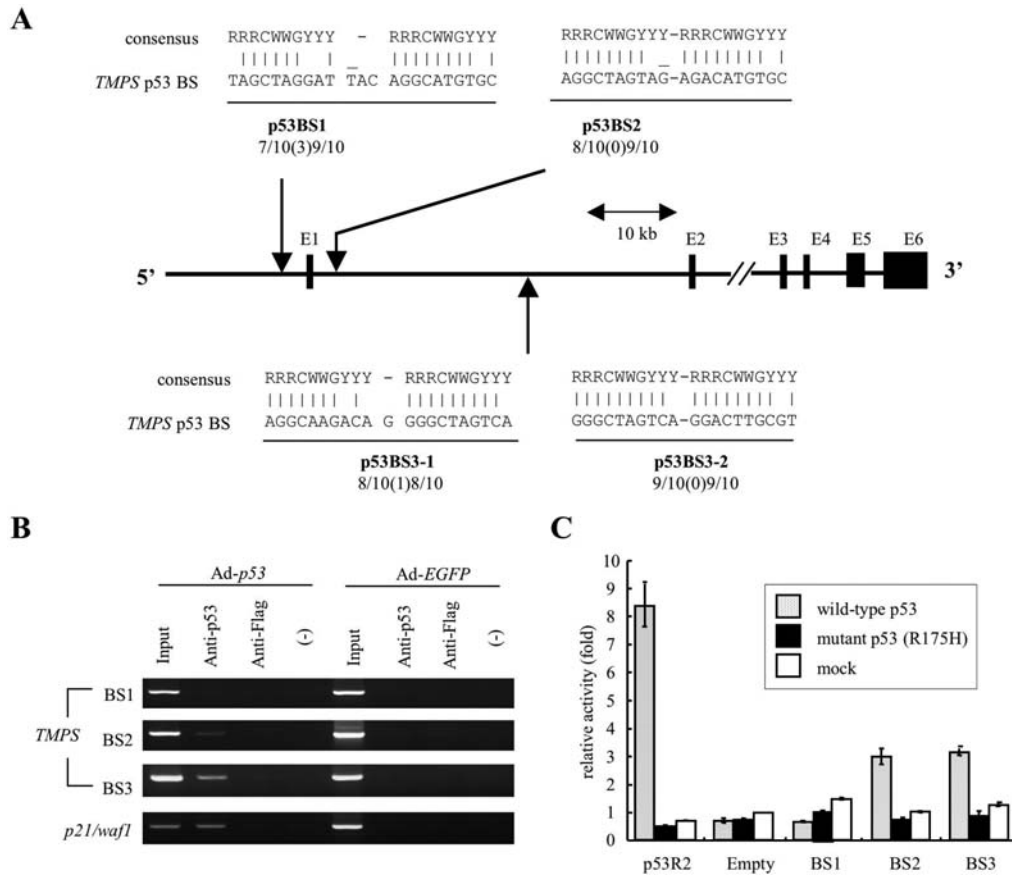 A
consensus RRRCWWGYYY - RRRCWWGYYY
TMPS p53 BS TAGCTAGGAT TAC AGGCATGTGC
p53BS1
7/10(3)9/10
RRRCWWGYYY-RRRCWWGYYY
AGGCTAGTAG-AGACATGTGC
p53BS2
8/10(0)9/10
10 kb
5’ E1 E2 E3 E4 E5 E6 3’
consensus RRRCWWGYYY - RRRCWWGYYY
TMPS p53 BS AGGCAAGACA G GGGCTAGTCA
p53BS3-1
8/10(1)8/10
RRRCWWGYYY-RRRCWWGYYY
GGGCTAGTCA-GGACTTGCGT
p53BS3-2
9/10(0)9/10
B
Ad-p53 Ad-EGFP
Input Anti-p53 Anti-Flag (-) Input Anti-p53 Anti-Flag (-)
TMPS
BS1
BS2
BS3
p21/waf1
C
relative activity (fold)
10
9
8
7
6
5
4
3
2
1
0
wild-type p53
mutant p53 (R175H)
mock
p53R2 Empty BS1 BS2 BS3